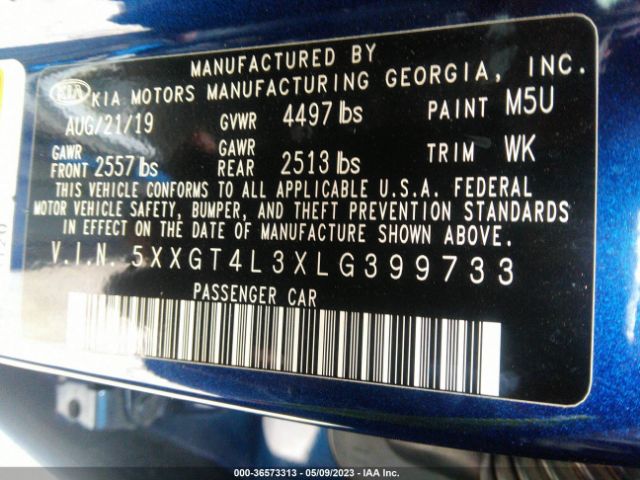 MANUFACTURED BY
KIA KIA MOTORS MANUFACTURING GEORGIA, INC.
AUG/21/19 GVWR 4497 lbs PAINT M5U
GAWR FRONT 2557 lbs GAWR REAR 2513 lbs TRIM WK
THIS VEHICLE CONFORMS TO ALL APPLICABLE U.S.A. FEDERAL
MOTOR VEHICLE SAFETY, BUMPER, AND THEFT PREVENTION STANDARDS
IN EFFECT ON THE DATE OF MANUFACTURE SHOWN ABOVE.
V.I.N. 5XXGT4L3XLG399733
PASSENGER CAR
000-36573313 - 05/09/2023 - IAA Inc.